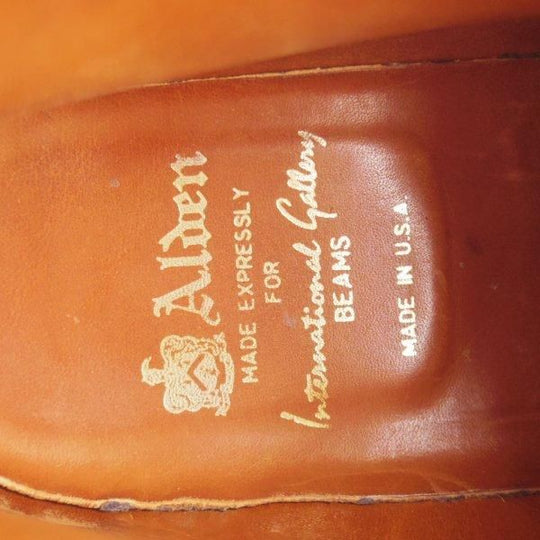 Alden
MADE EXPRESSLY
FOR
International Gallery
BEAMS
MADE IN U.S.A.